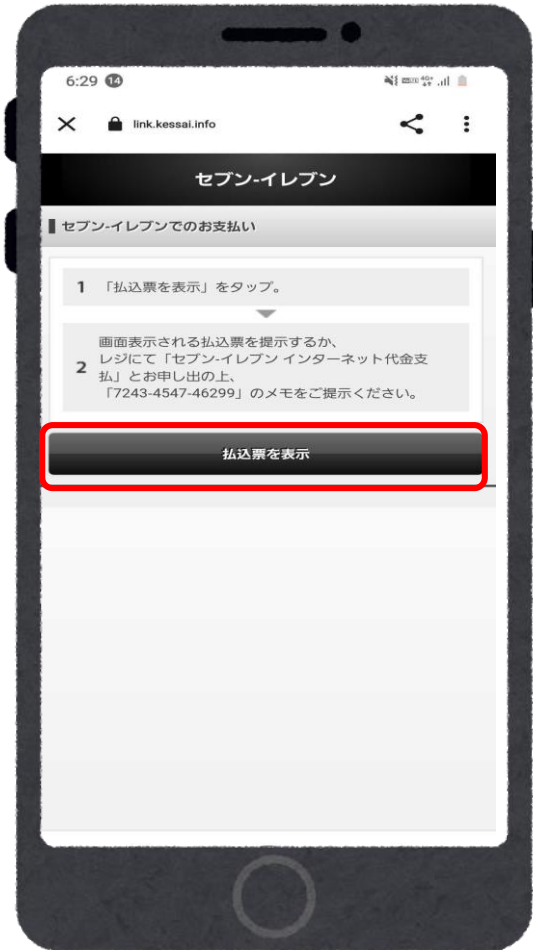 6:29 14
link.kessai.info
セブン-イレブン
セブン-イレブンでのお支払い
1 「払込票を表示」をタップ。
画面表示される払込票を提示するか、
2 レジにて「セブン-イレブン インターネット代金支
払」とお申し出の上、
「7243-4547-46299」のメモをご提示ください。
払込票を表示